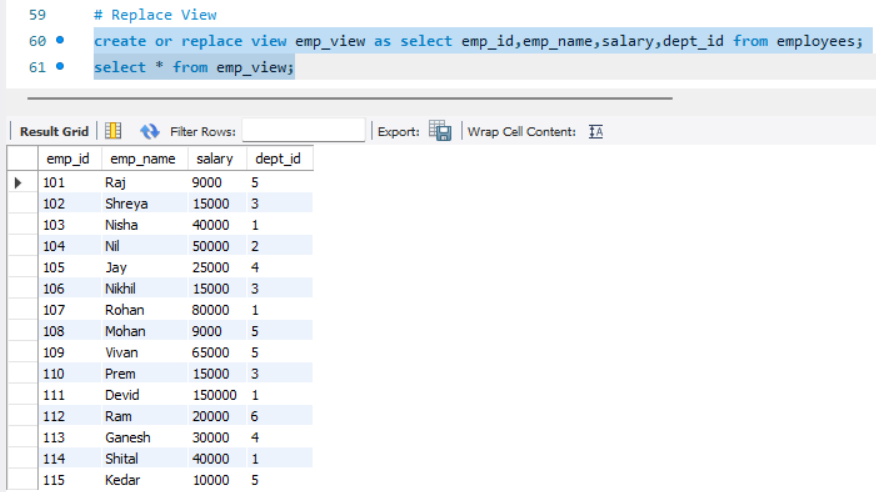 59 # Replace View
60 create or replace view emp_view as select emp_id,emp_name,salary,dept_id from employees;
61 select * from emp_view;
Result Grid Filter Rows: Export: Wrap Cell Content: IA
emp_id emp_name salary dept_id
101 Raj 9000 5
102 Shreya 15000 3
103 Nisha 40000 1
104 Nil 50000 2
105 Jay 25000 4
106 Nikhil 15000 3
107 Rohan 80000 1
108 Mohan 9000 5
109 Vivan 65000 5
110 Prem 15000 3
111 Devid 150000 1
112 Ram 20000 6
113 Ganesh 30000 4
114 Shital 40000 1
115 Kedar 10000 5